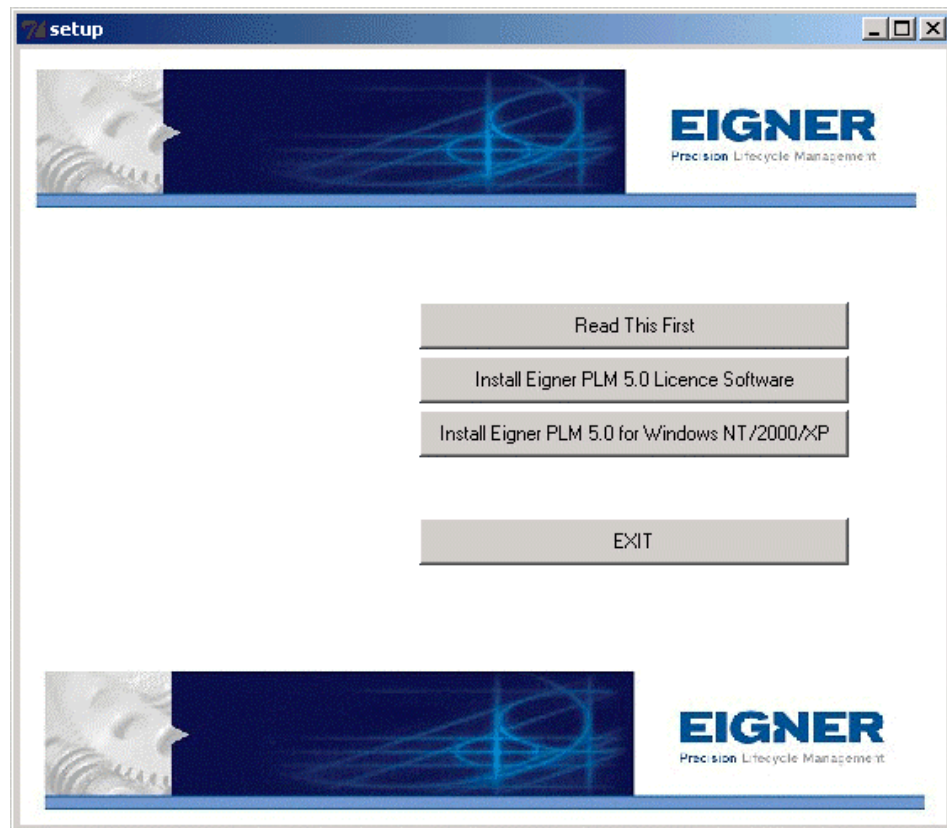 setup
EIGNER
Precision Lifecycle Management
Read This First
Install Eigner PLM 5.0 Licence Software
Install Eigner PLM 5.0 for Windows NT/2000/XP
EXIT
EIGNER
Precision Lifecycle Management